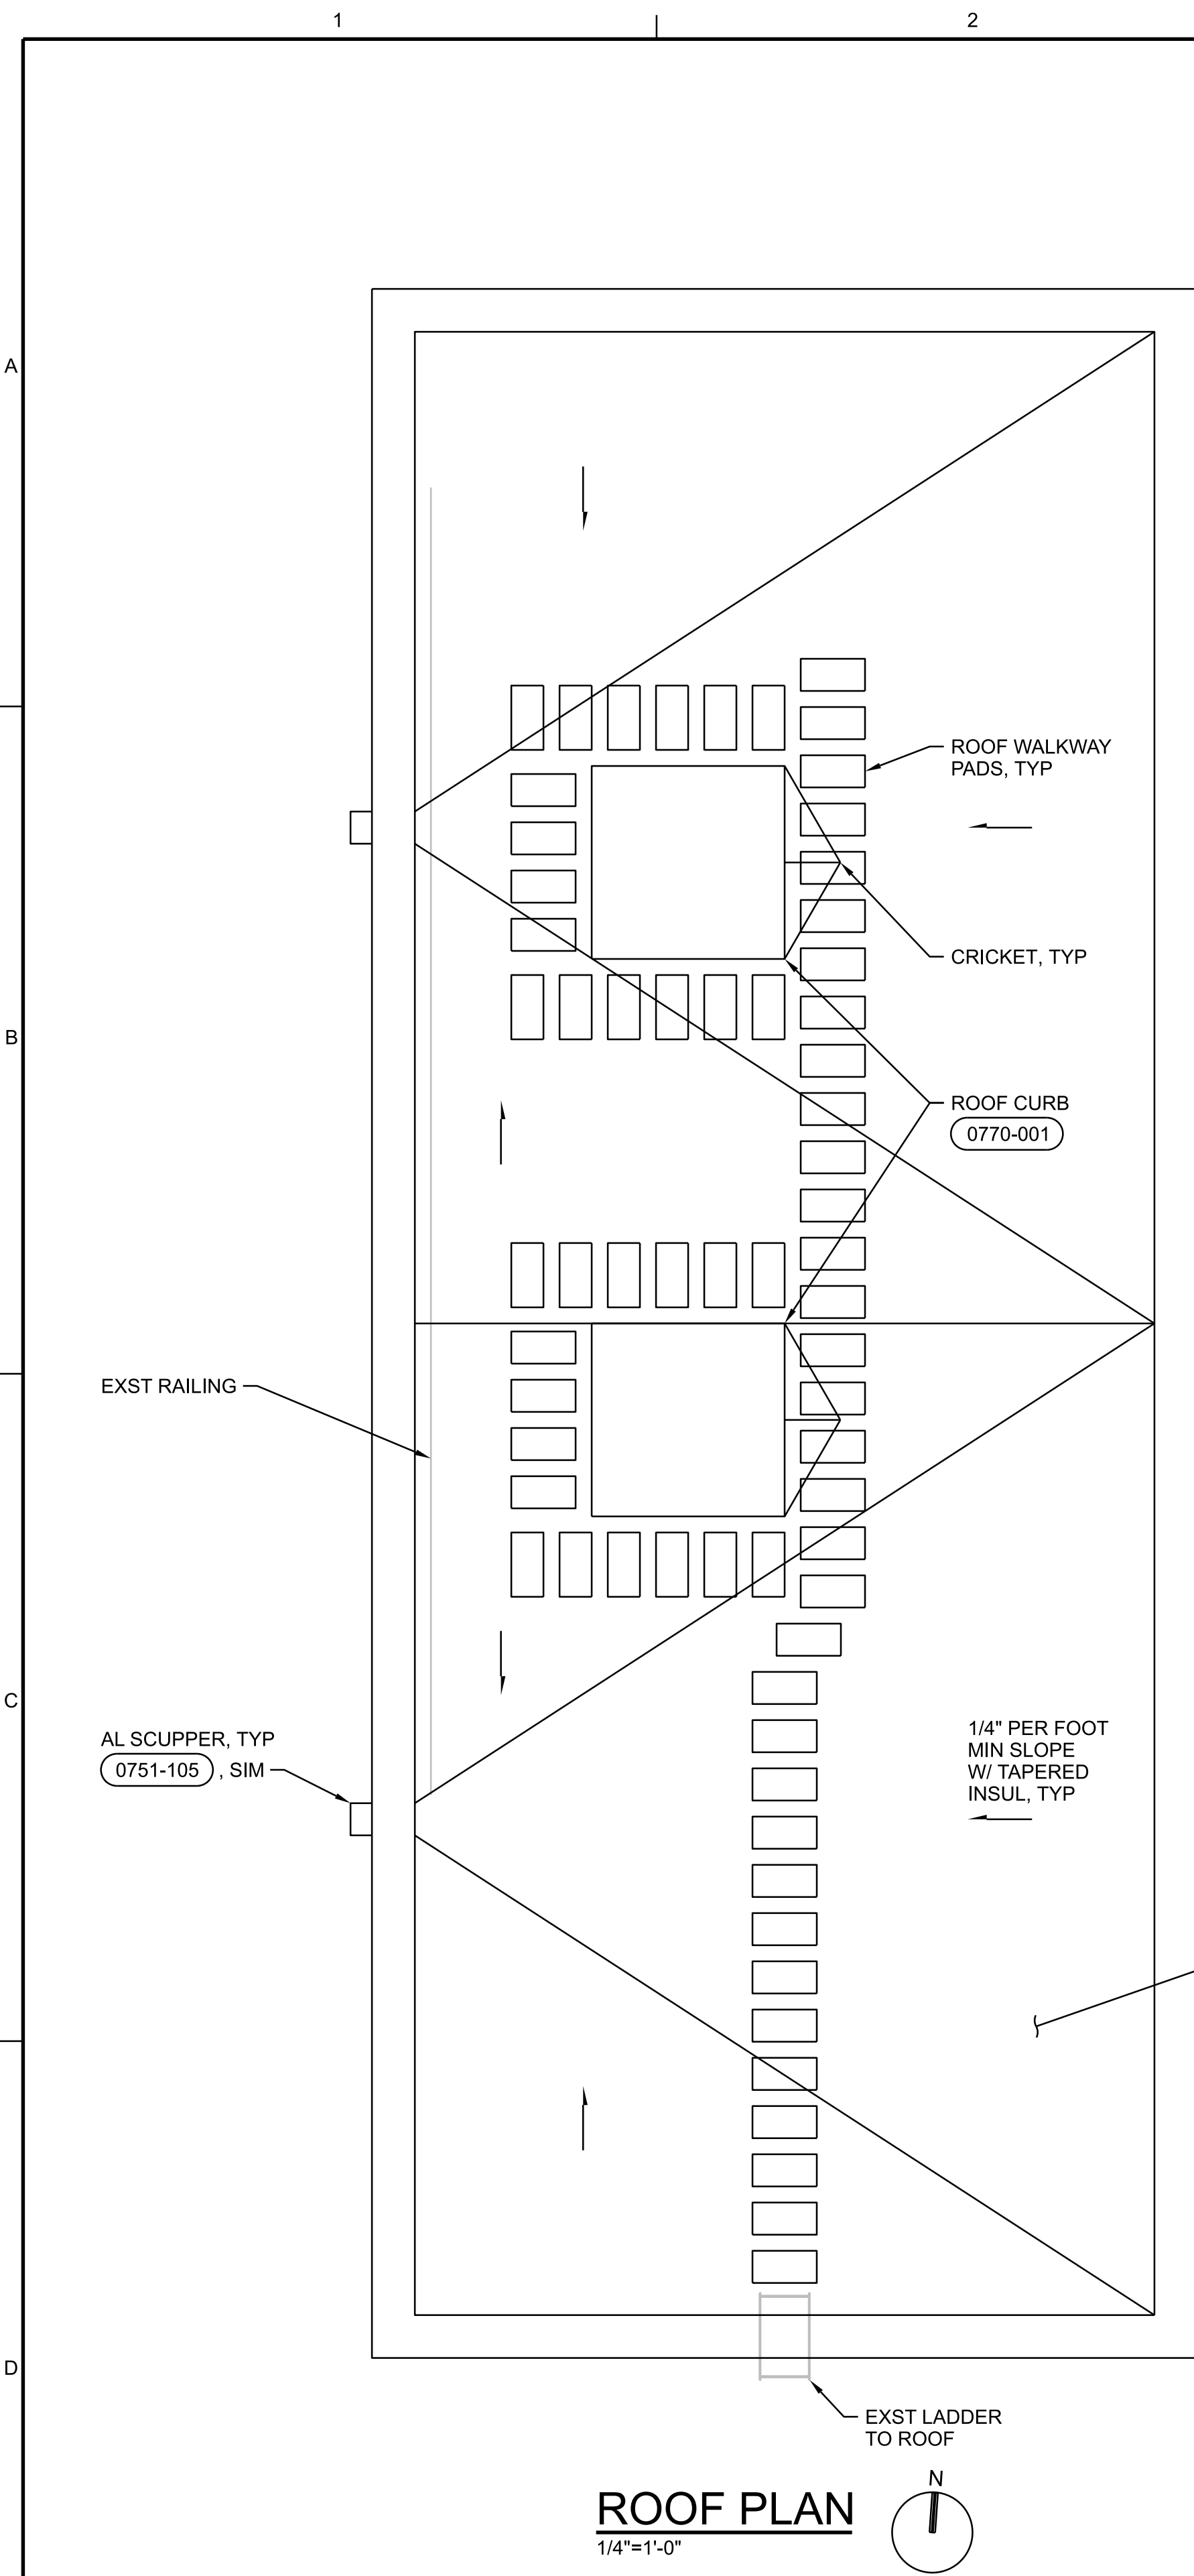 1
2
A
ROOF WALKWAY
PADS, TYP
CRICKET, TYP
B
ROOF CURB
0770-001
EXST RAILING
C
AL SCUPPER, TYP
0751-105 , SIM
1/4" PER FOOT
MIN SLOPE
W/ TAPERED
INSUL, TYP
D
EXST LADDER
TO ROOF
N
ROOF PLAN
1/4"=1'-0"